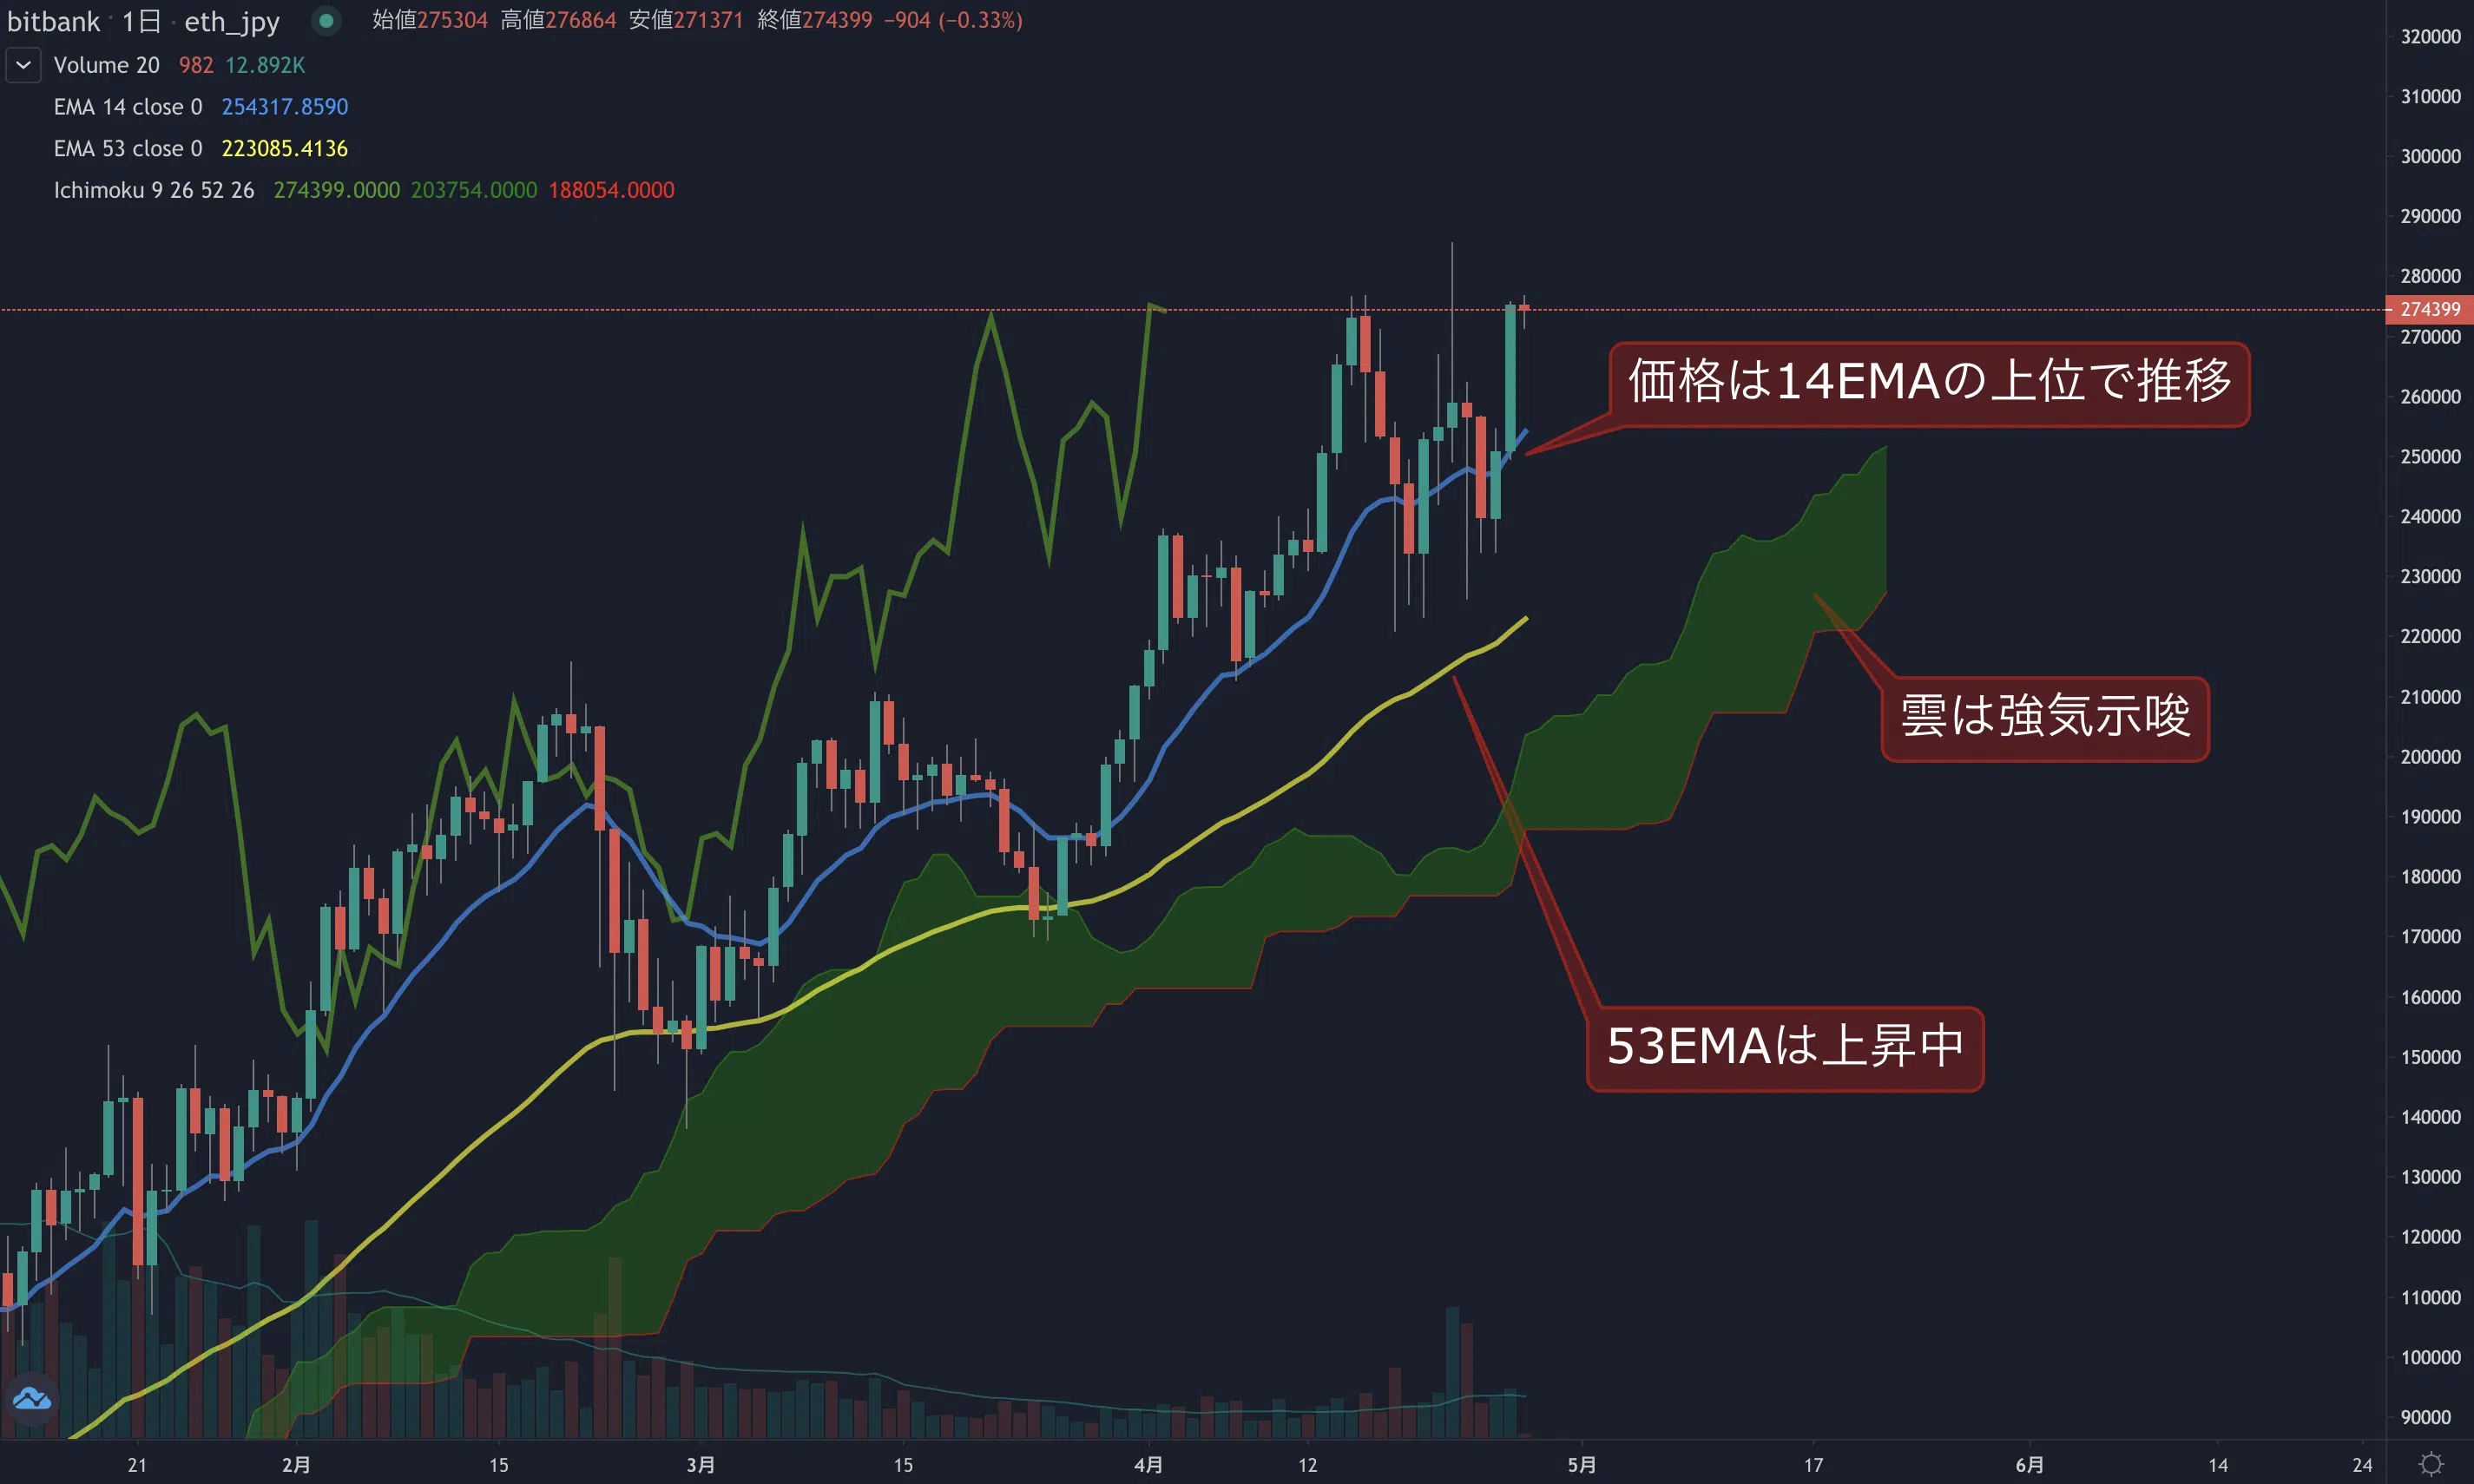 bitbank · 1日 · eth_jpy 始値275304 高値276864 安値271371 終値274399 −904 (−0.33%)
Volume 20 982 12.892K
EMA 14 close 0 254317.8590
EMA 53 close 0 223085.4136
Ichimoku 9 26 52 26 274399.0000 203754.0000 188054.0000
320000
310000
300000
290000
280000
274399
270000
価格は14EMAの上位で推移
260000
250000
240000
230000
220000
210000
雲は強気示唆
200000
190000
180000
170000
160000
53EMAは上昇中
150000
140000
130000
120000
110000
100000
90000
21 2月 15 3月 15 4月 12 5月 17 6月 14 24